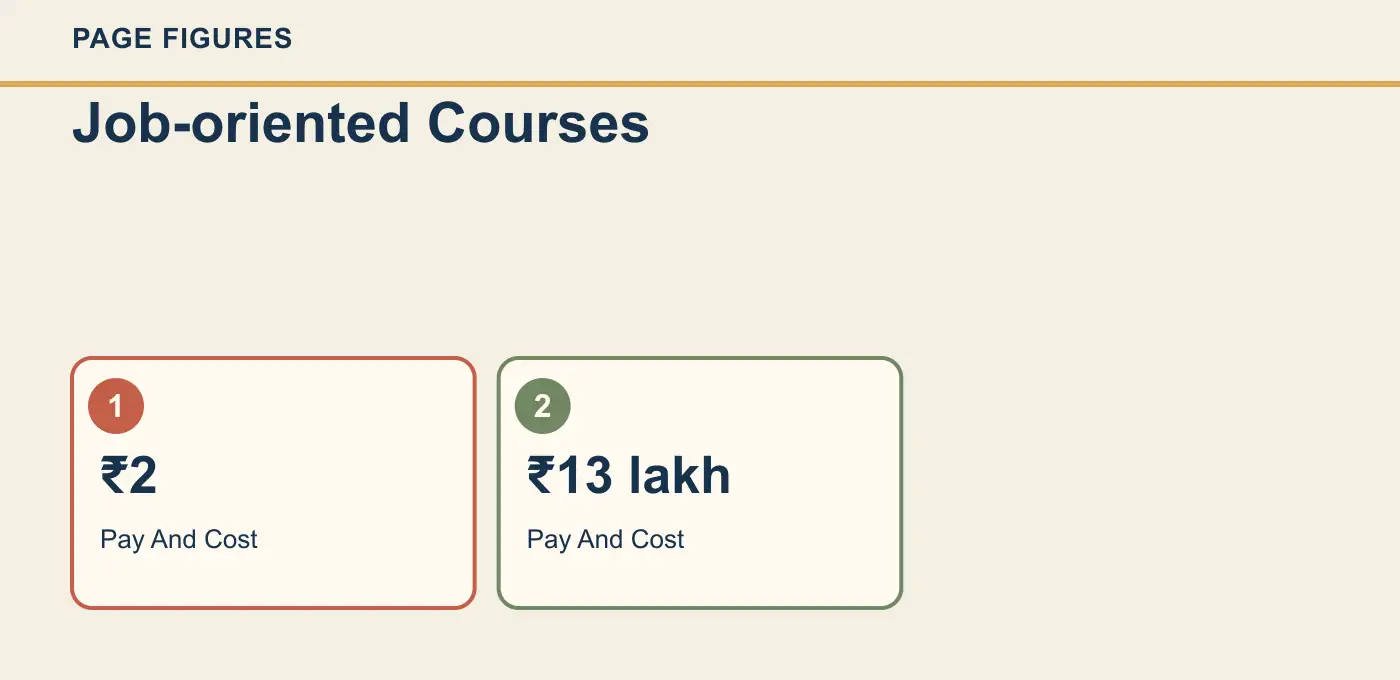 PAGE FIGURES
Job-oriented Courses
1
₹2
Pay And Cost
2
₹13 lakh
Pay And Cost